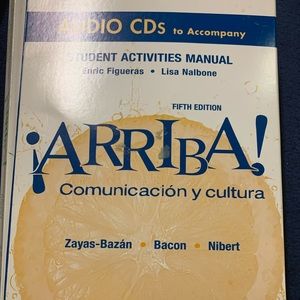 AUDIO CDs to Accompany
STUDENT ACTIVITIES MANUAL
Enric Figueras • Lisa Nalbone
FIFTH EDITION
¡ARRIBA!
Comunicación y cultura
Zayas-Bazán • Bacon • Nibert